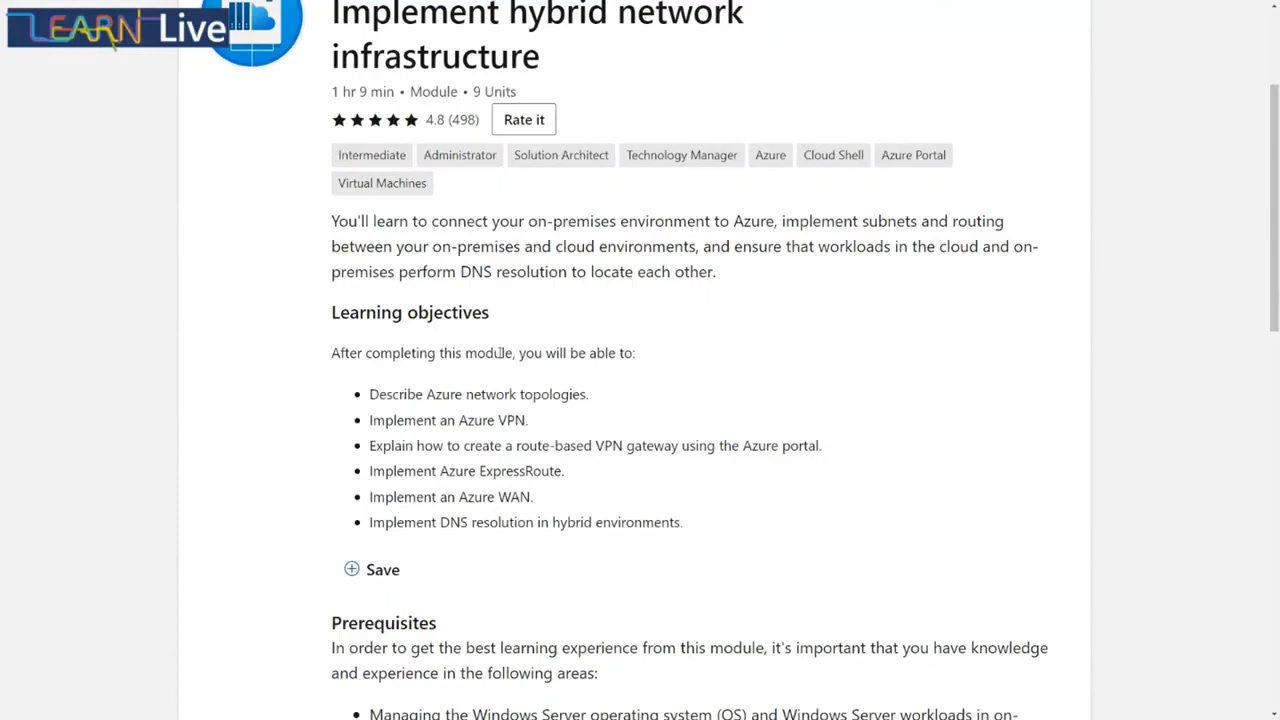 LEARN Live
Implement hybrid network
infrastructure
1 hr 9 min • Module • 9 Units
4.8 (498) Rate it
Intermediate Administrator Solution Architect Technology Manager Azure Cloud Shell Azure Portal
Virtual Machines
You'll learn to connect your on-premises environment to Azure, implement subnets and routing
between your on-premises and cloud environments, and ensure that workloads in the cloud and on-
premises perform DNS resolution to locate each other.
Learning objectives
After completing this module, you will be able to:
• Describe Azure network topologies.
• Implement an Azure VPN.
• Explain how to create a route-based VPN gateway using the Azure portal.
• Implement Azure ExpressRoute.
• Implement an Azure WAN.
• Implement DNS resolution in hybrid environments.
Save
Prerequisites
In order to get the best learning experience from this module, it's important that you have knowledge
and experience in the following areas:
• Managing the Windows Server operating system (OS) and Windows Server workloads in on-